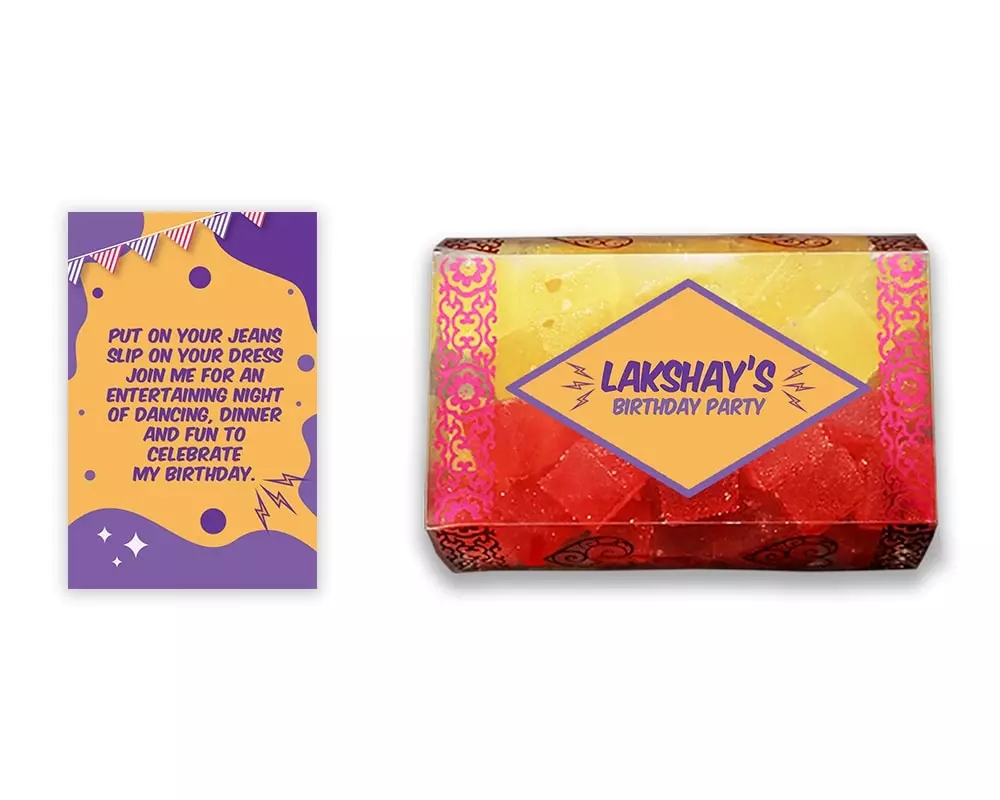 PUT ON YOUR JEANS
SLIP ON YOUR DRESS
JOIN ME FOR AN
ENTERTAINING NIGHT
OF DANCING, DINNER
AND FUN TO
CELEBRATE
MY BIRTHDAY.
LAKSHAY'S
BIRTHDAY PARTY